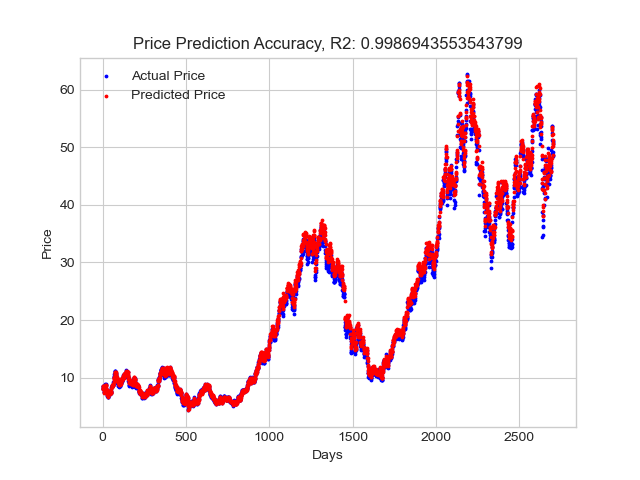 Price Prediction Accuracy, R2: 0.9986943553543799
Actual Price
Predicted Price
60
50
40
30
20
10
Price
0 500 1000 1500 2000 2500
Days